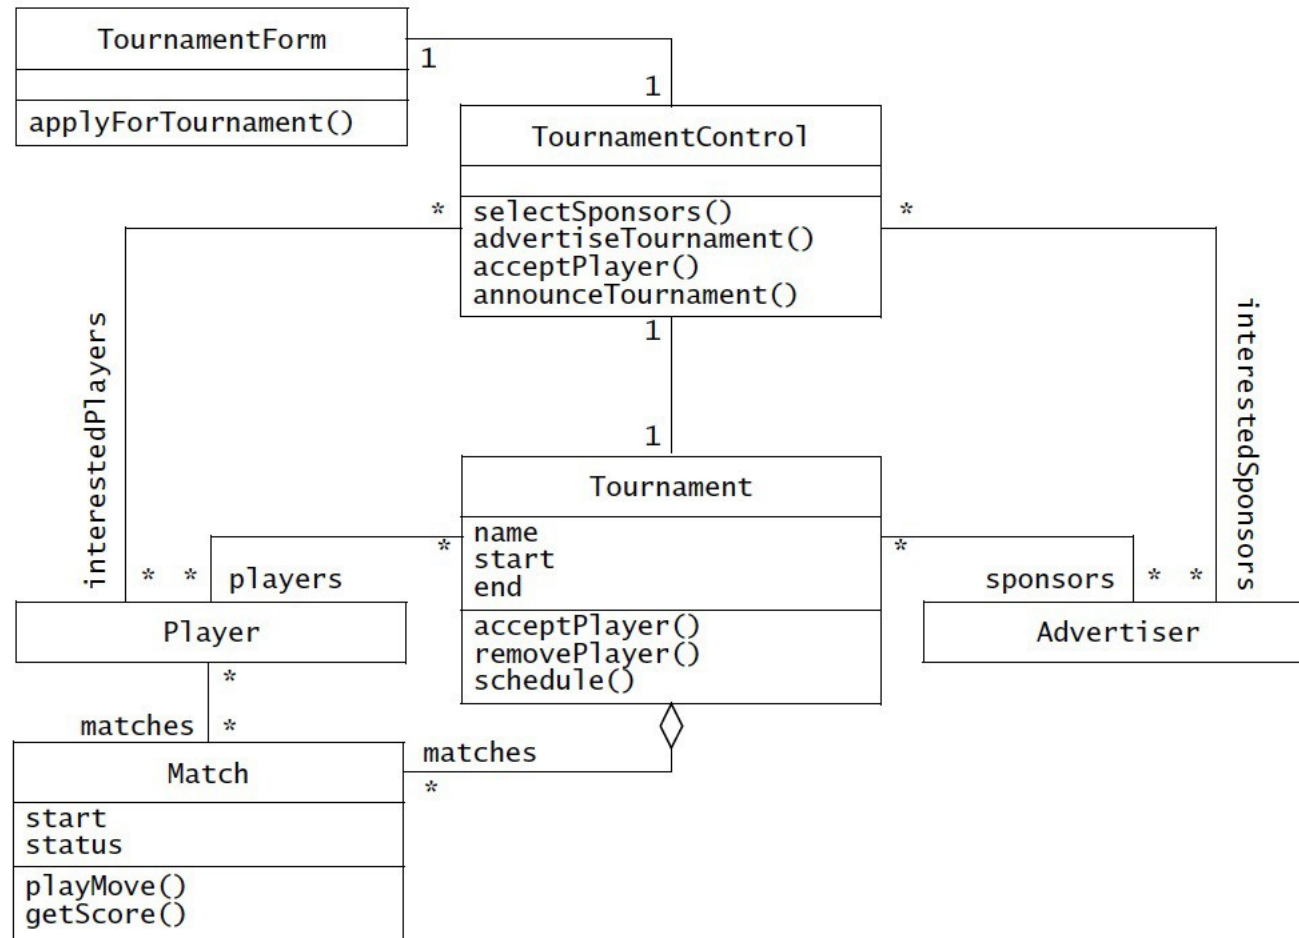 TournamentForm
applyForTournament()
1
1
TournamentControl
selectSponsors()
advertiseTournament()
acceptPlayer()
announceTournament()
*
*
interestedPlayers
interestedSponsors
1
1
Tournament
name
start
end
acceptPlayer()
removePlayer()
schedule()
*
*
* * players
sponsors * *
Player
Advertiser
*
matches *
matches
*
Match
start
status
playMove()
getScore()